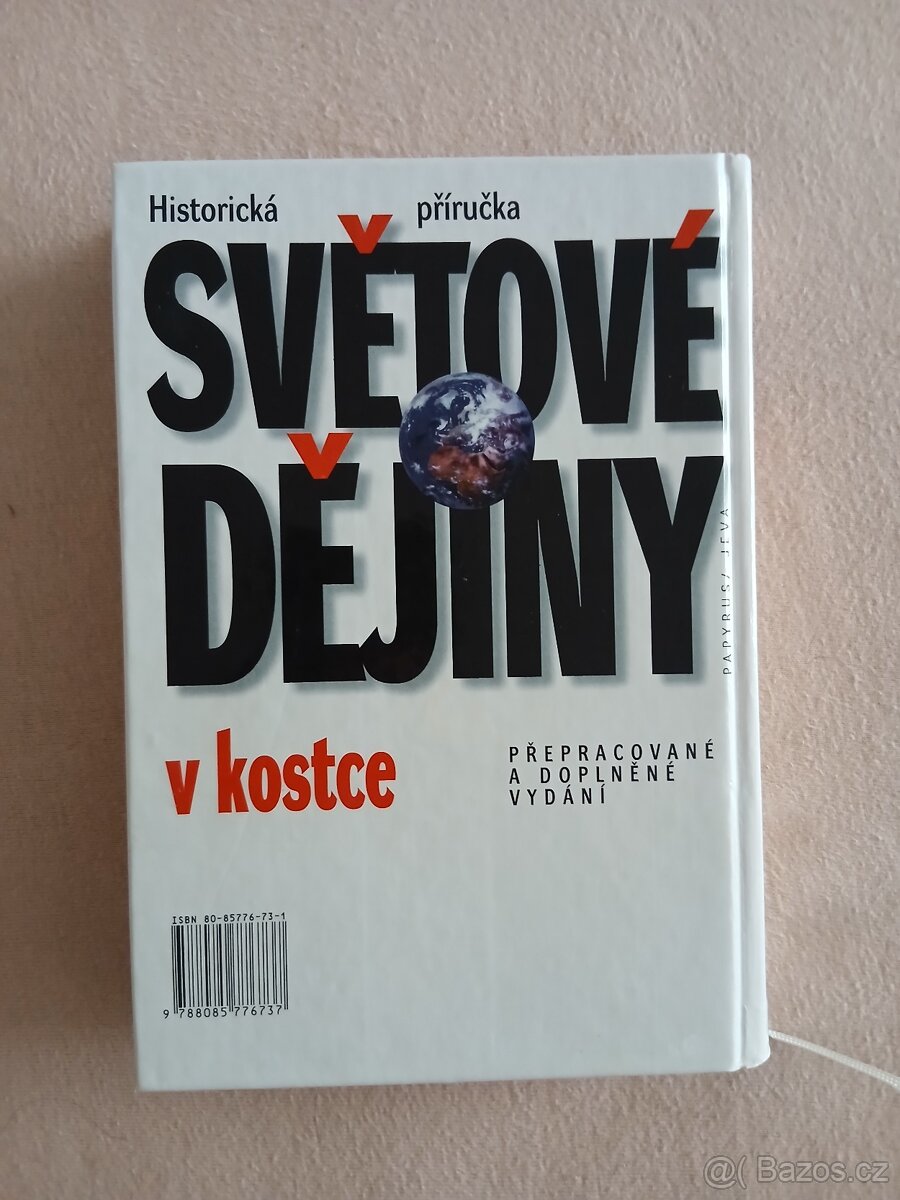 Historická příručka
SVĚTOVÉ
DĚJINY
PAPYRUS/ JEVA
v kostce
PŘEPRACOVANÉ
A DOPLNĚNÉ
VYDÁNÍ
ISBN 80-85776-73-1
9 788085 776737
@( Bazos.cz